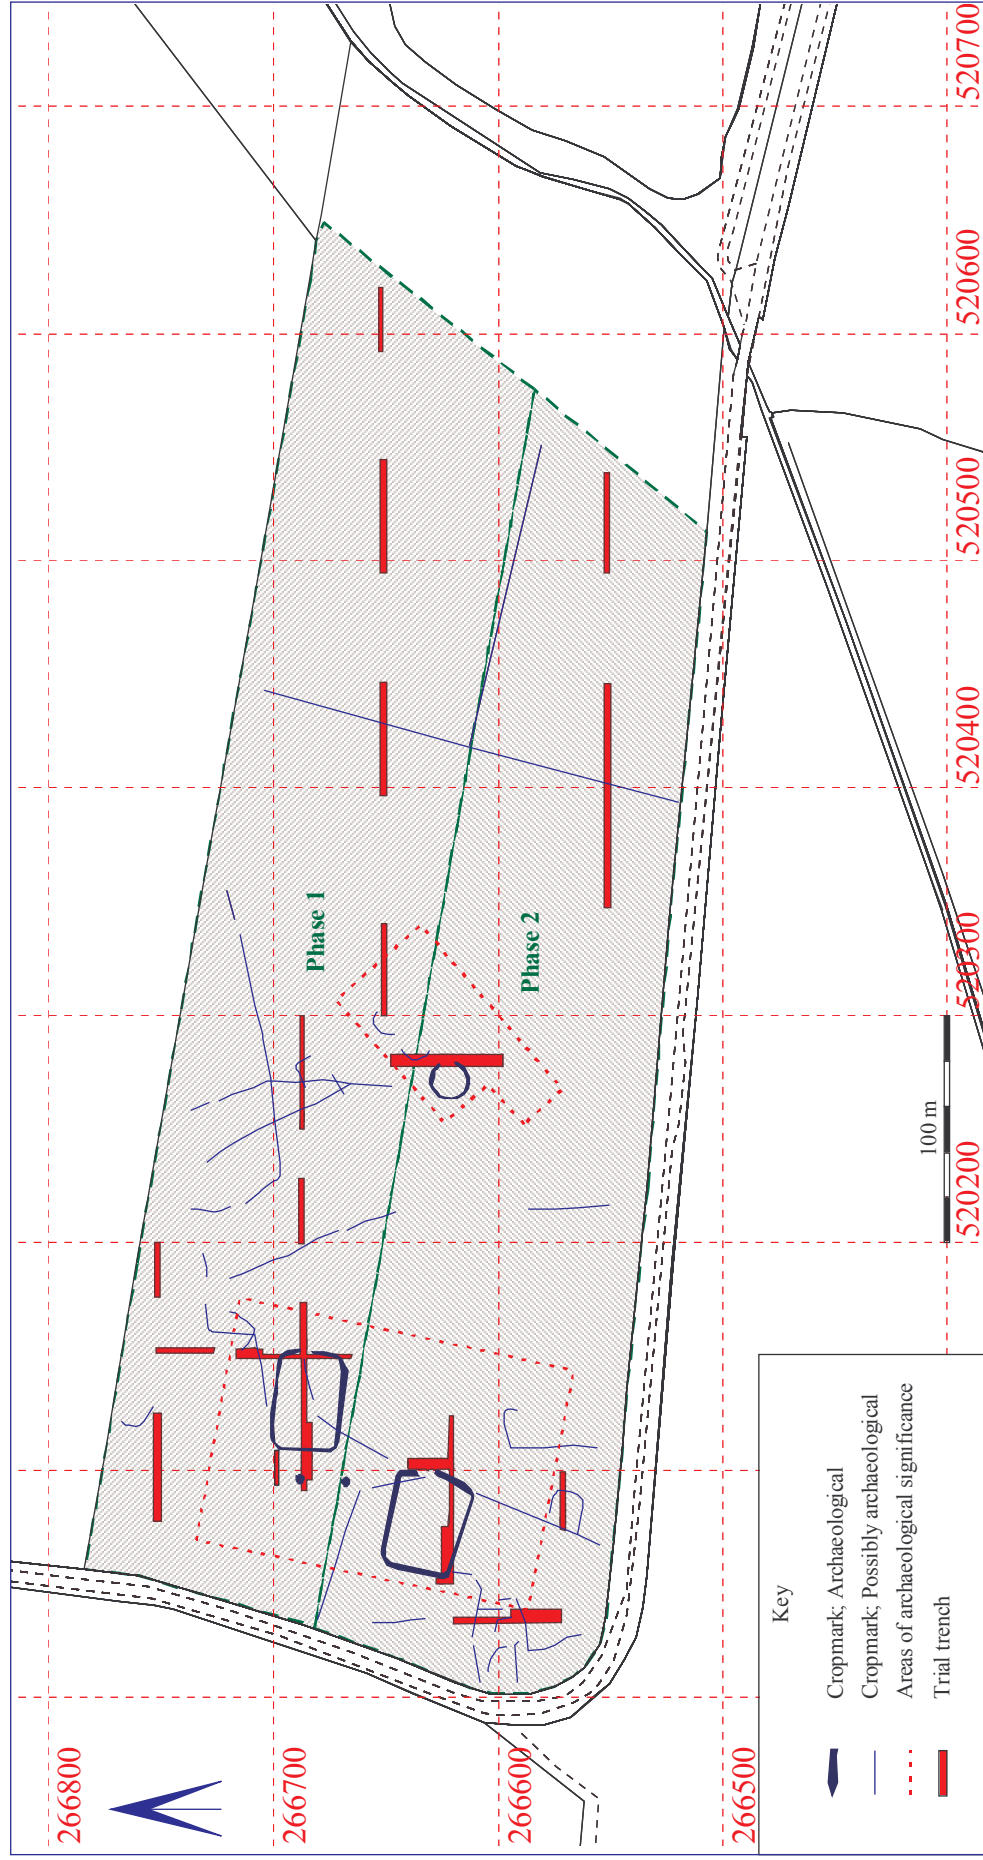 266800
266700
266600
266500
520200
520300
520400
520500
520600
520700
Phase 1
Phase 2
100 m
Key
Cropmark; Archaeological
Cropmark; Possibly archaeological
Areas of archaeological significance
Trial trench